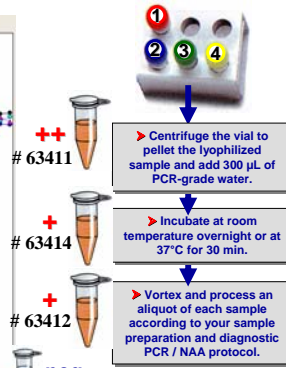 1
2
3
4
++
# 63411
➤ Centrifuge the vial to
pellet the lyophilized
sample and add 300 µL of
PCR-grade water.
+
# 63414
➤ Incubate at room
temperature overnight or at
37°C for 30 min.
+
# 63412
➤ Vortex and process an
aliquot of each sample
according to your sample
preparation and diagnostic
PCR / NAA protocol.